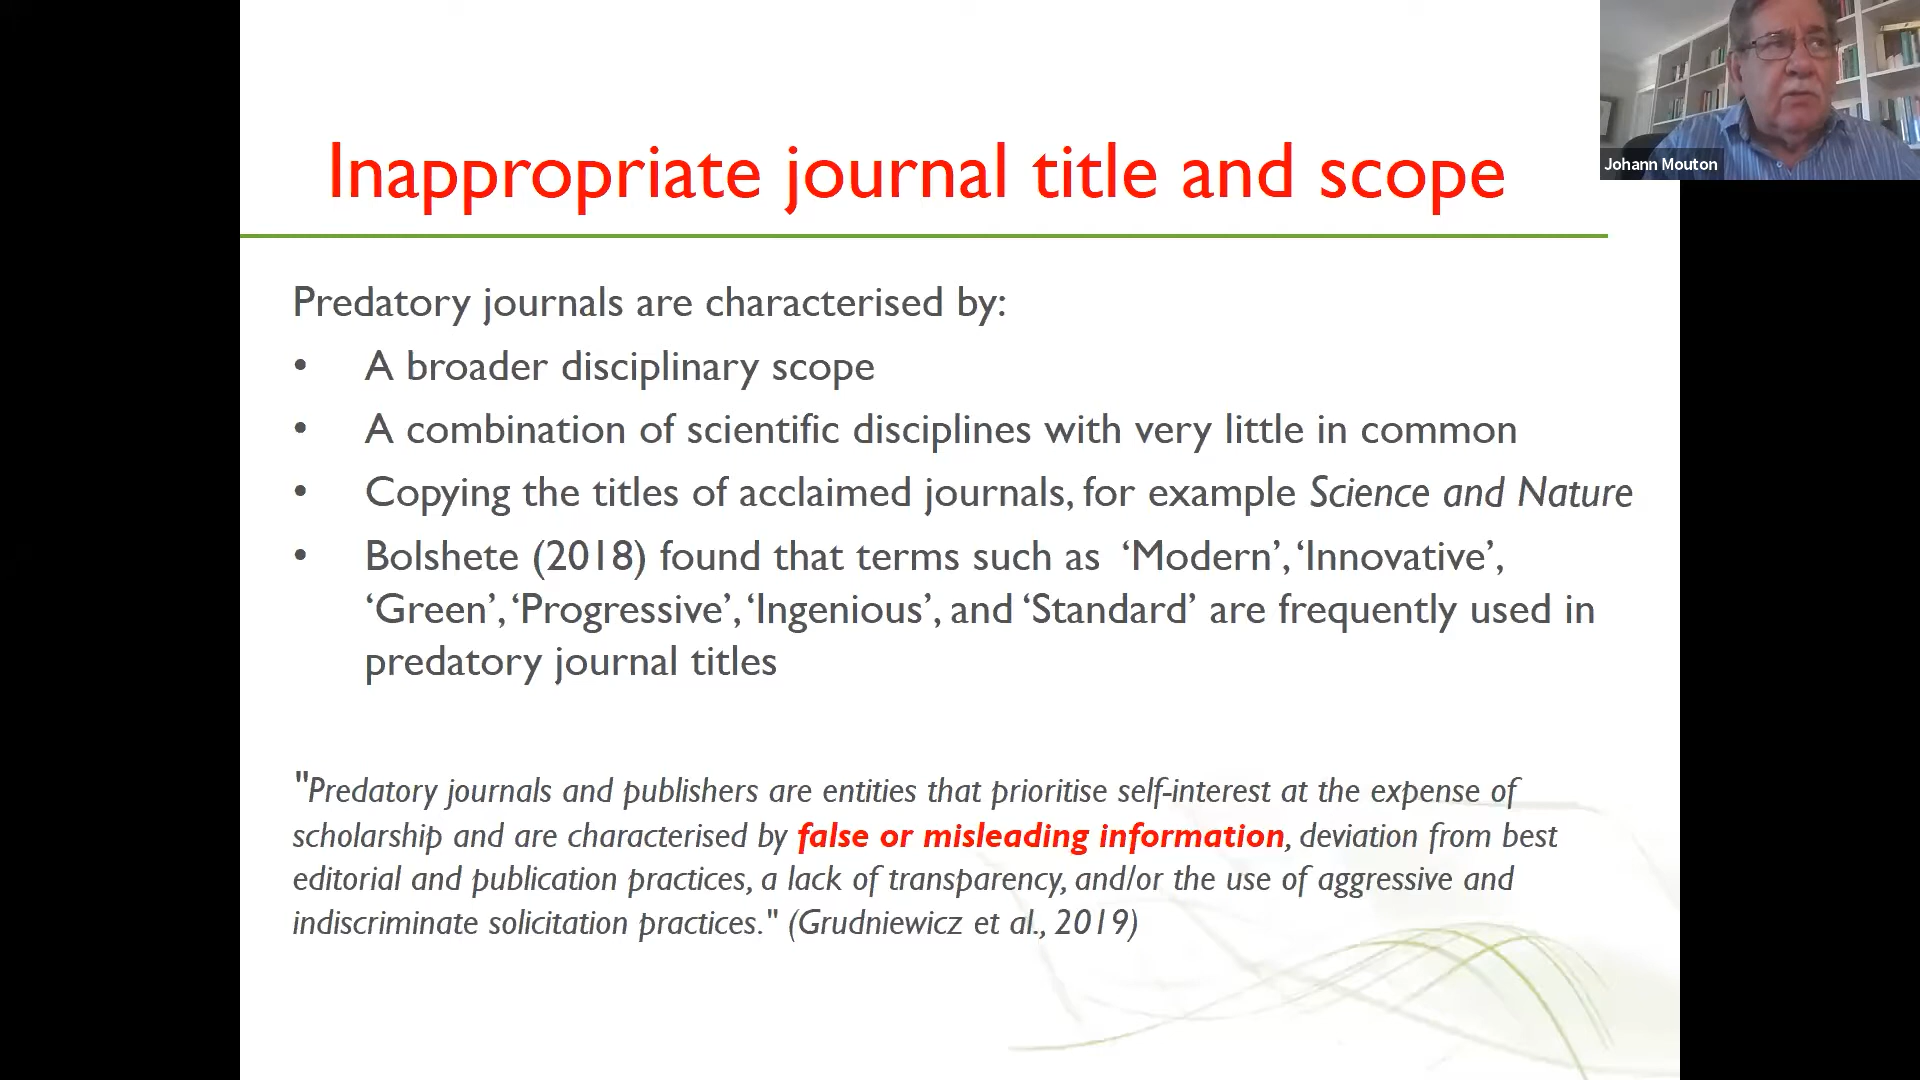 Inappropriate journal title and scope
Johann Mouton
Predatory journals are characterised by:
• A broader disciplinary scope
• A combination of scientific disciplines with very little in common
• Copying the titles of acclaimed journals, for example Science and Nature
• Bolshete (2018) found that terms such as ‘Modern’, ‘Innovative’,
‘Green’, ‘Progressive’, ‘Ingenious’, and ‘Standard’ are frequently used in
predatory journal titles
"Predatory journals and publishers are entities that prioritise self-interest at the expense of
scholarship and are characterised by false or misleading information, deviation from best
editorial and publication practices, a lack of transparency, and/or the use of aggressive and
indiscriminate solicitation practices." (Grudniewicz et al., 2019)